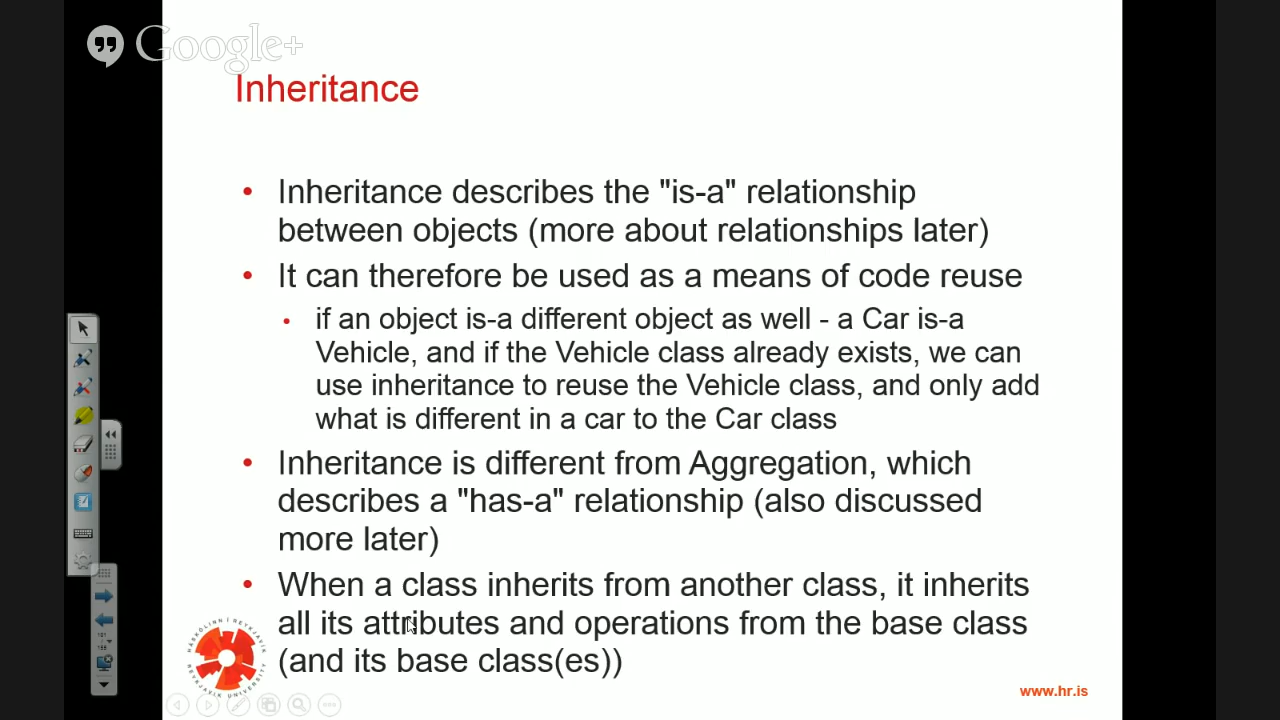 Google+
Inheritance
• Inheritance describes the "is-a" relationship
between objects (more about relationships later)
• It can therefore be used as a means of code reuse
• if an object is-a different object as well - a Car is-a
Vehicle, and if the Vehicle class already exists, we can
use inheritance to reuse the Vehicle class, and only add
what is different in a car to the Car class
• Inheritance is different from Aggregation, which
describes a "has-a" relationship (also discussed
more later)
• When a class inherits from another class, it inherits
all its attributes and operations from the base class
(and its base class(es))
HÁSKÓLINN Í REYKJAVÍK
REYKJAVIK UNIVERSITY
www.hr.is